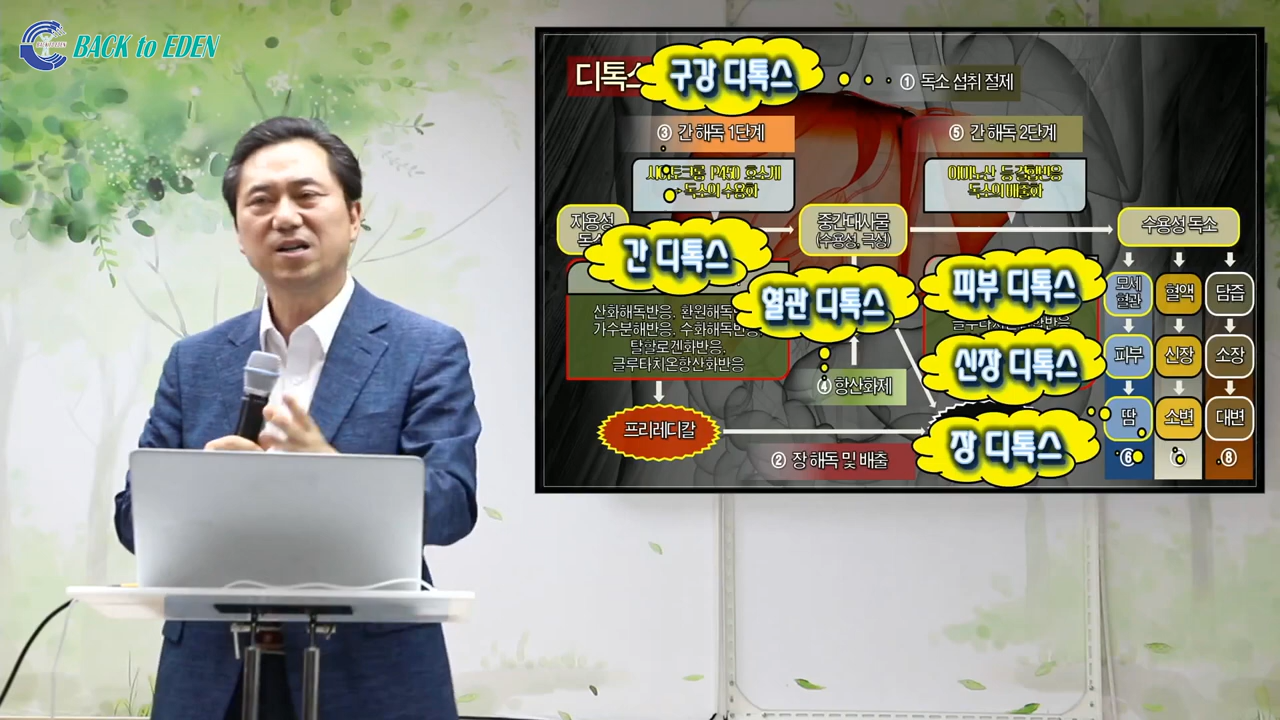 BACK to EDEN
디톡스
구강 디톡스
① 독소 섭취 절제
③ 간 해독 1단계
⑤ 간 해독 2단계
독소의 수용화
독소의 배출화
지용성
중간대사물
(수용성, 극성)
수용성 독소
간 디톡스
혈관 디톡스
피부 디톡스
신장 디톡스
장 디톡스
산화해독반응, 환원해독
가수분해반응, 수화해독반응,
탈할로겐화반응,
글루타치온항산화반응
④ 항산화제
프리레디칼
② 장 해독 및 배출
모세
혈관
혈액
담즙
피부
신장
소장
땀
소변
대변
⑥
⑧